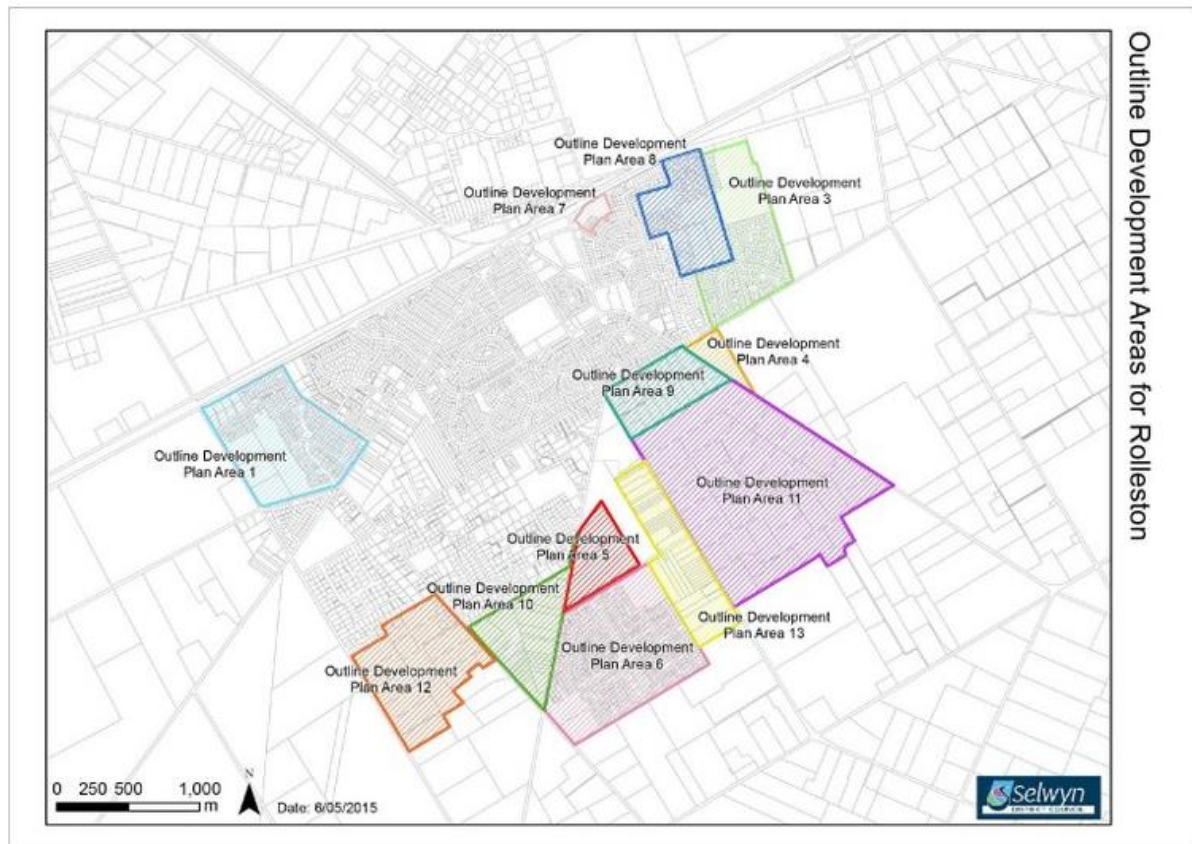 Outline Development Areas for Rolleston
Outline Development
Plan Area 8
Outline Development
Plan Area 3
Outline Development
Plan Area 7
Outline Development
Plan Area 4
Outline Development
Plan Area 9
Outline Development
Plan Area 1
Outline Development
Plan Area 11
Outline Development
Plan Area 5
Outline Development
Plan Area 10
Outline Development
Plan Area 13
Outline Development
Plan Area 6
Outline Development
Plan Area 12
0 250 500 1,000
m
N
Date: 6/05/2015
Selwyn
DISTRICT COUNCIL